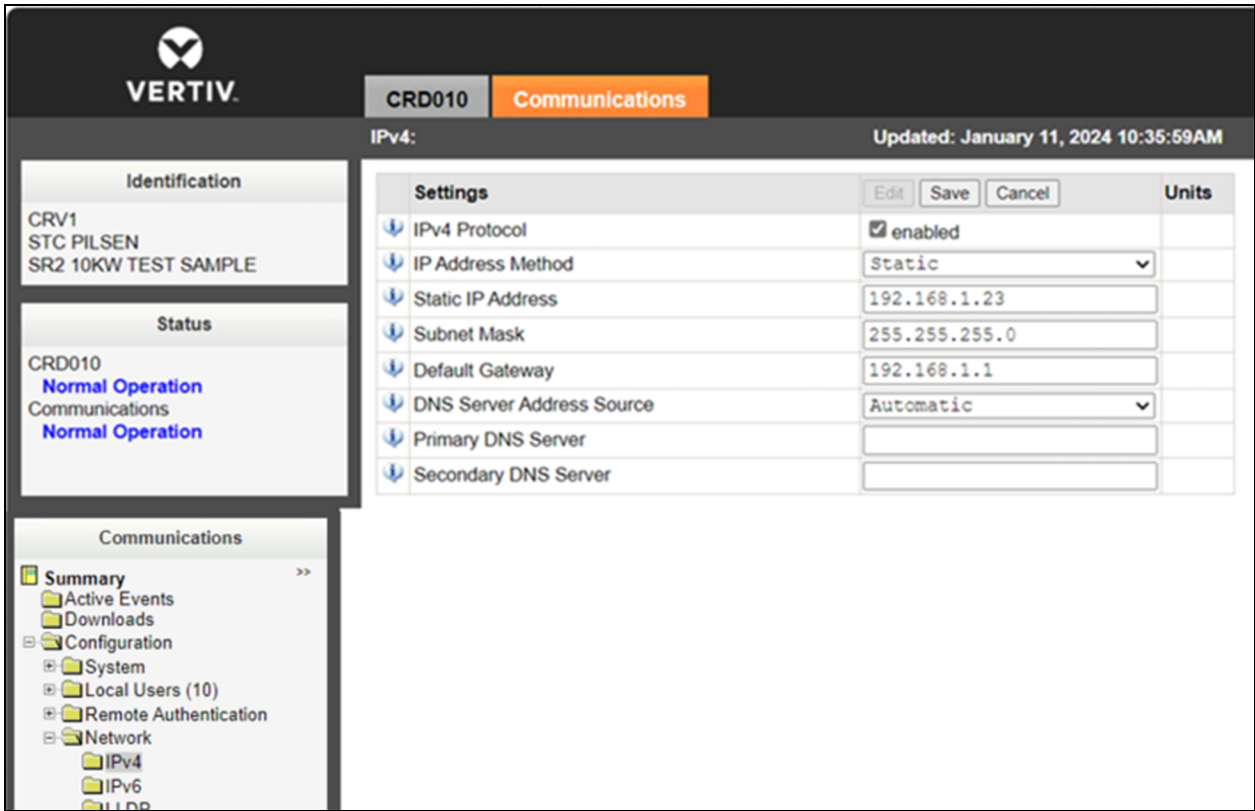 VERTIV.
CRD010 Communications
IPv4: Updated: January 11, 2024 10:35:59AM
Identification
CRV1
STC PILSEN
SR2 10KW TEST SAMPLE
Status
CRD010
Normal Operation
Communications
Normal Operation
Settings Edit Save Cancel Units
IPv4 Protocol enabled
IP Address Method Static
Static IP Address 192.168.1.23
Subnet Mask 255.255.255.0
Default Gateway 192.168.1.1
DNS Server Address Source Automatic
Primary DNS Server
Secondary DNS Server
Communications
Summary >>
Active Events
Downloads
Configuration
System
Local Users (10)
Remote Authentication
Network
IPv4
IPv6
LLDP